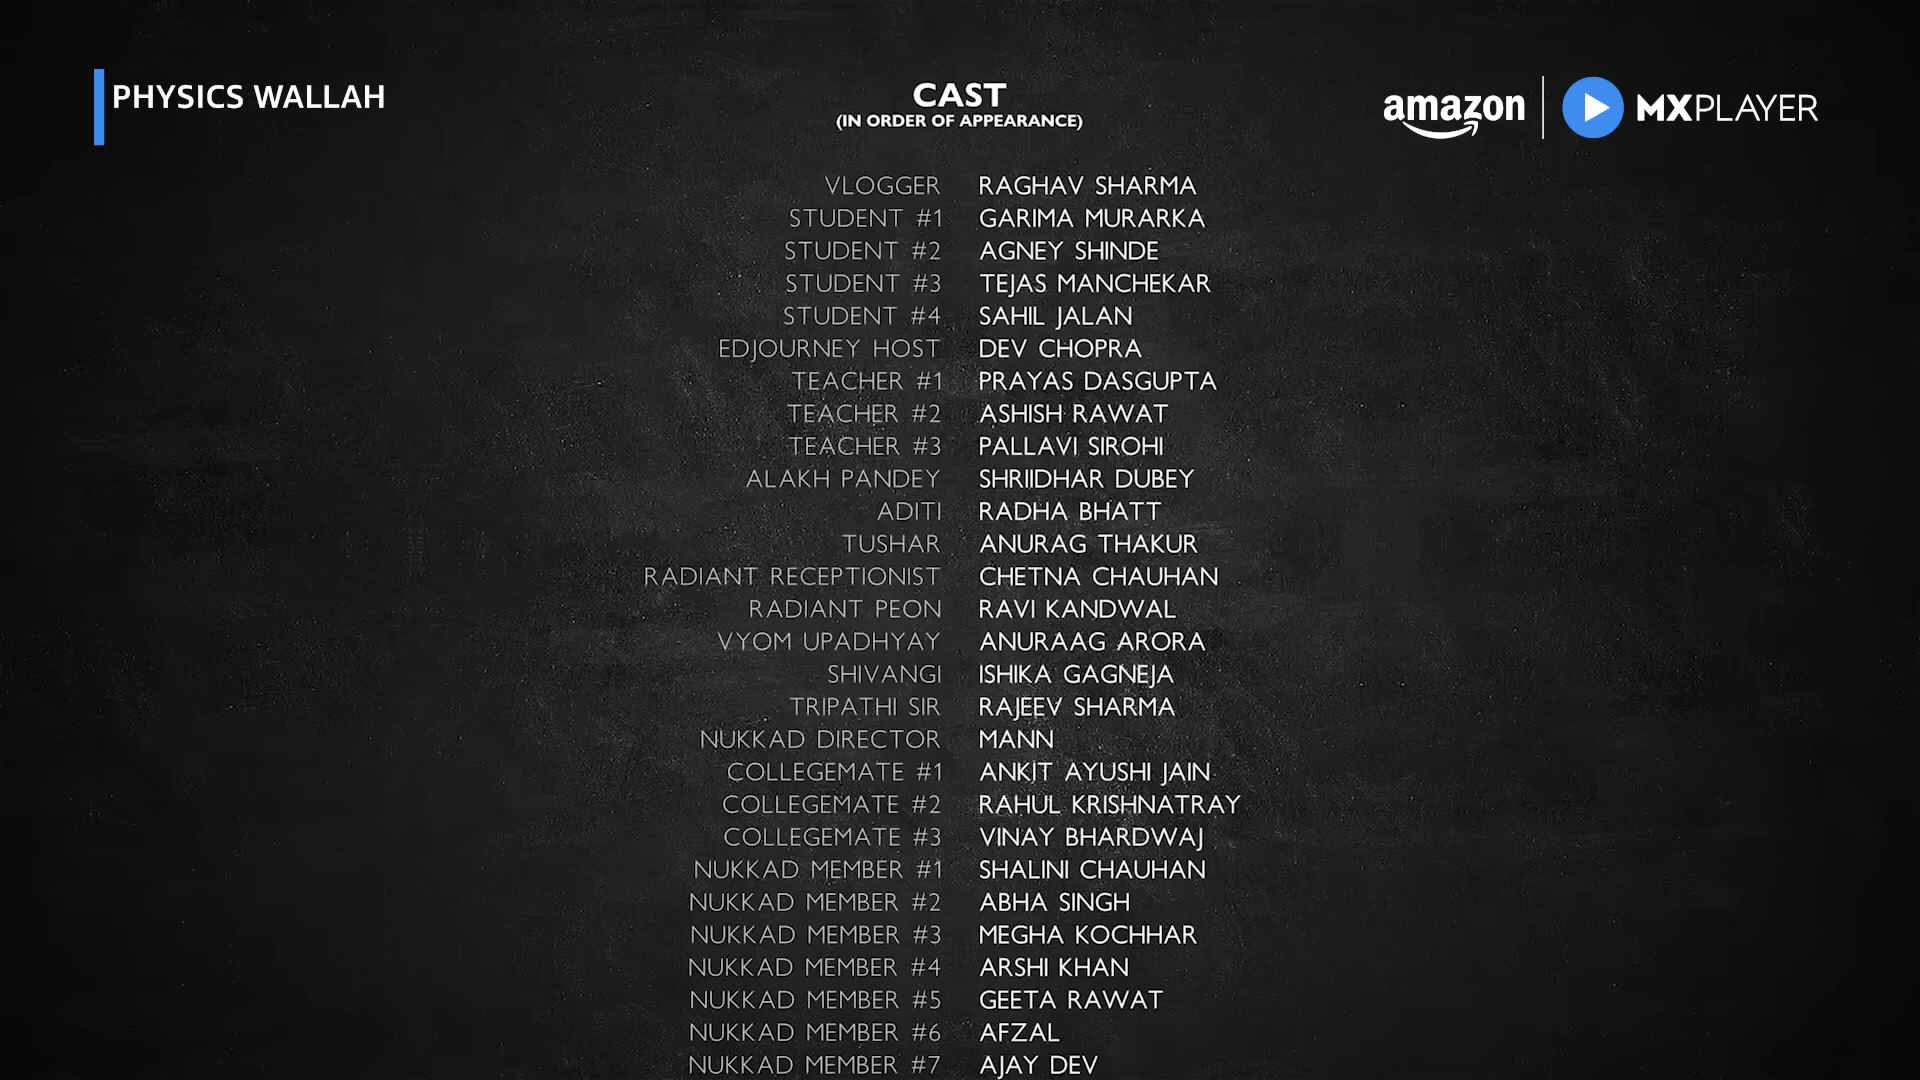 PHYSICS WALLAH
CAST
(IN ORDER OF APPEARANCE)
amazon | MXPLAYER
VLOGGER RAGHAV SHARMA
STUDENT #1 GARIMA MURARKA
STUDENT #2 AGNEY SHINDE
STUDENT #3 TEJAS MANCHEKAR
STUDENT #4 SAHIL JALAN
EDJOURNEY HOST DEV CHOPRA
TEACHER #1 PRAYAS DASGUPTA
TEACHER #2 ASHISH RAWAT
TEACHER #3 PALLAVI SIROHI
ALAKH PANDEY SHRIIDHAR DUBEY
ADITI RADHA BHATT
TUSHAR ANURAG THAKUR
RADIANT RECEPTIONIST CHETNA CHAUHAN
RADIANT PEON RAVI KANDWAL
VYOM UPADHYAY ANURAAG ARORA
SHIVANGI ISHIKA GAGNEJA
TRIPATHI SIR RAJEEV SHARMA
NUKKAD DIRECTOR MANN
COLLEGEMATE #1 ANKIT AYUSHI JAIN
COLLEGEMATE #2 RAHUL KRISHNATRAY
COLLEGEMATE #3 VINAY BHARDWAJ
NUKKAD MEMBER #1 SHALINI CHAUHAN
NUKKAD MEMBER #2 ABHA SINGH
NUKKAD MEMBER #3 MEGHA KOCHHAR
NUKKAD MEMBER #4 ARSHI KHAN
NUKKAD MEMBER #5 GEETA RAWAT
NUKKAD MEMBER #6 AFZAL
NUKKAD MEMBER #7 AJAY DEV